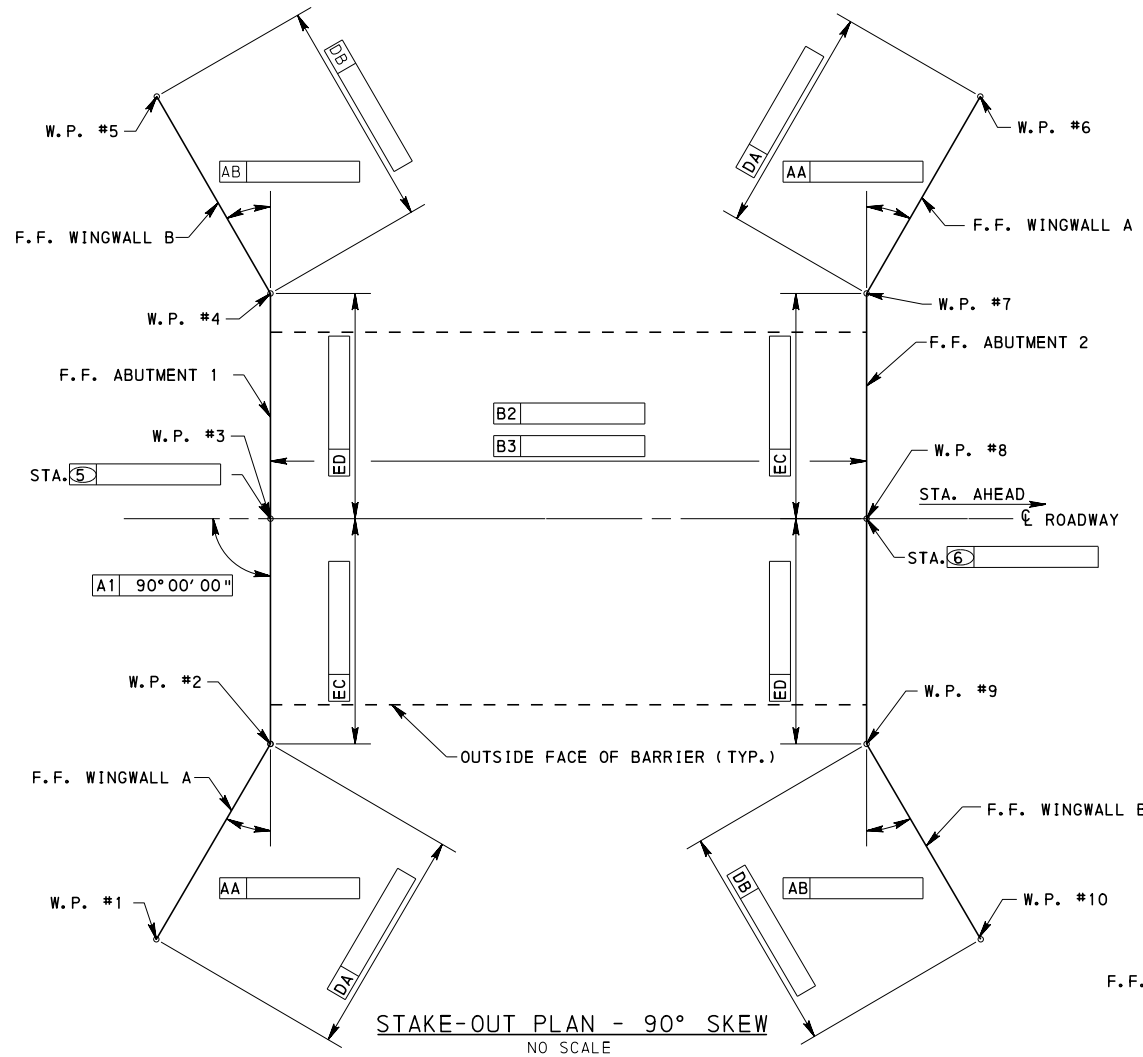 DB
W.P. #5
AB
F.F. WINGWALL B
W.P. #4
F.F. ABUTMENT 1
W.P. #3
STA. 5
A1 90°00'00"
W.P. #2
F.F. WINGWALL A
AA
W.P. #1
DA
ED
EC
B2
B3
OUTSIDE FACE OF BARRIER (TYP.)
DA
W.P. #6
AA
F.F. WINGWALL A
W.P. #7
F.F. ABUTMENT 2
EC
W.P. #8
STA. AHEAD
℄ ROADWAY
STA. 6
ED
W.P. #9
F.F. WINGWALL B
DB
AB
W.P. #10
F.F.
STAKE-OUT PLAN - 90° SKEW
NO SCALE